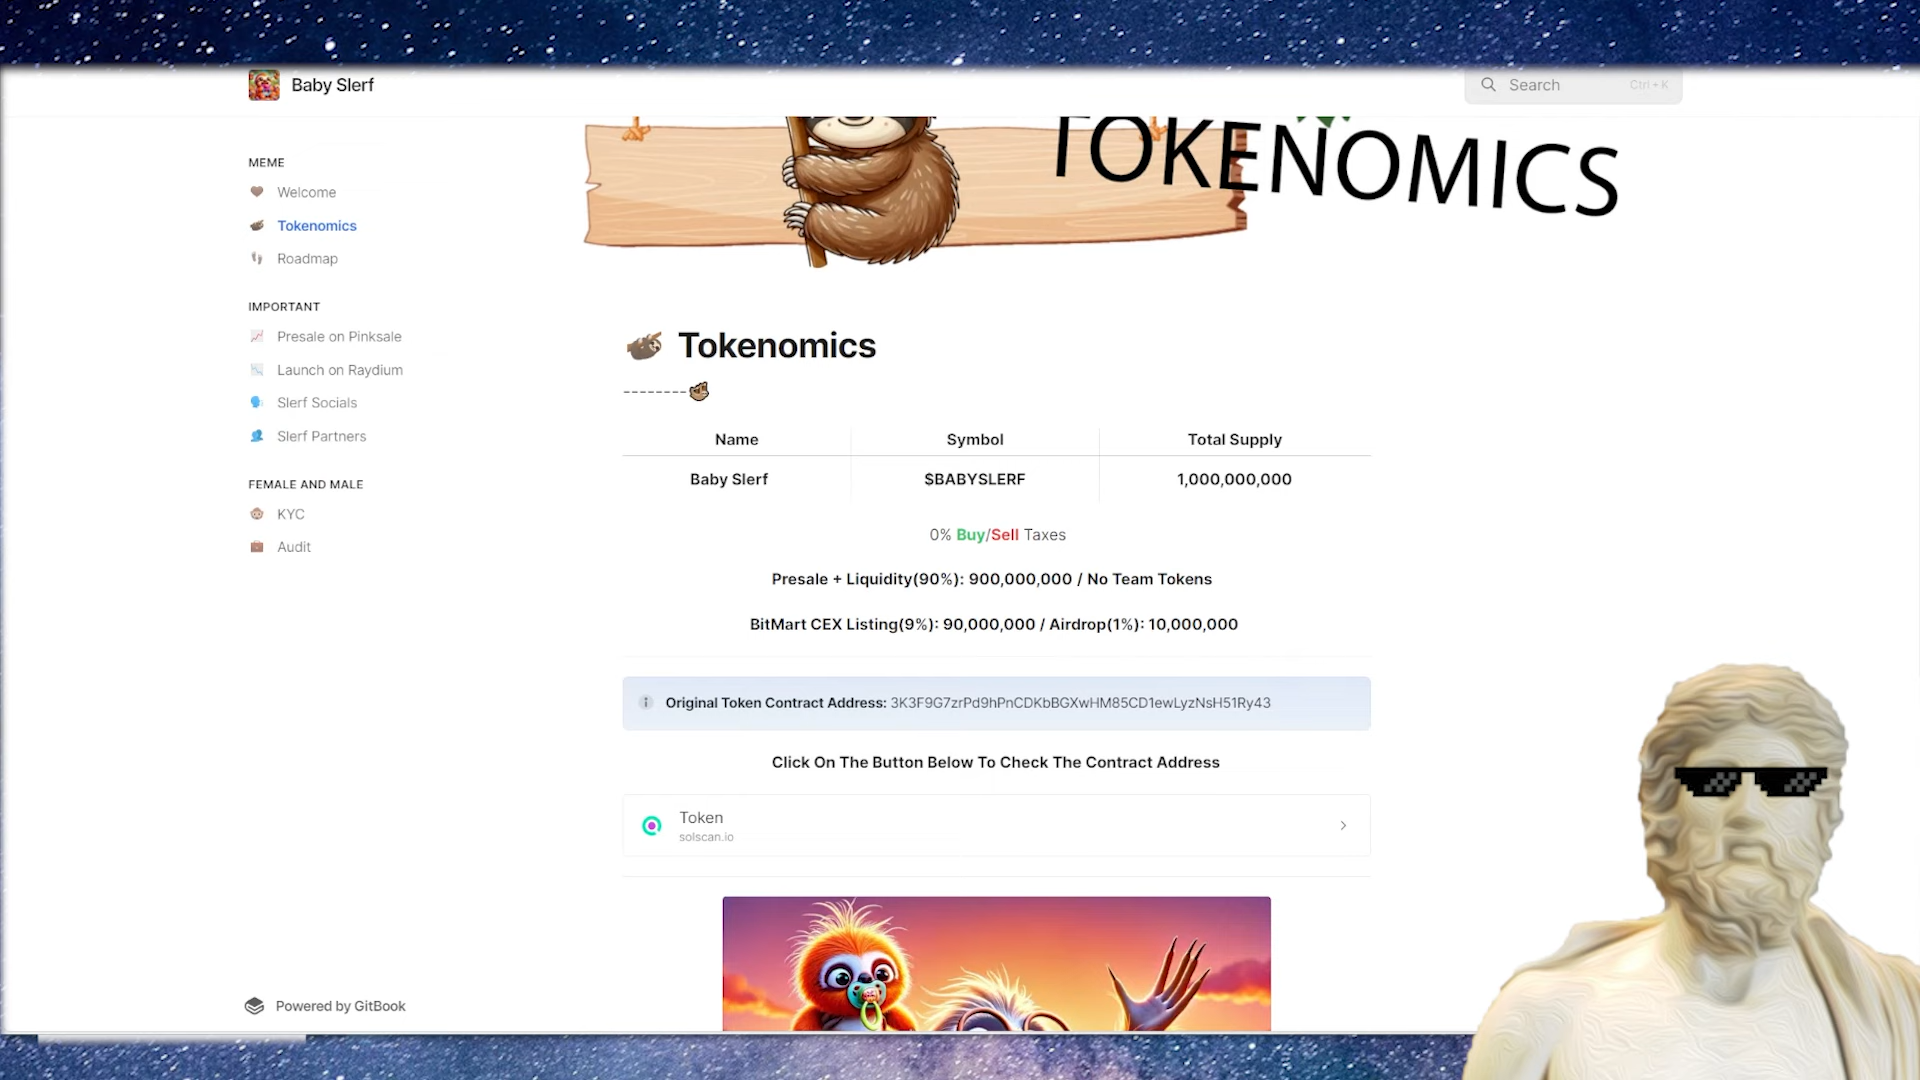 Baby Slerf
Search
Ctrl + K
TOKENOMICS
MEME
Welcome
Tokenomics
Roadmap
IMPORTANT
Presale on Pinksale
Launch on Raydium
Slerf Socials
Slerf Partners
FEMALE AND MALE
KYC
Audit
Powered by GitBook
Tokenomics
--------
Name Symbol Total Supply
Baby Slerf $BABYSLERF 1,000,000,000
0% Buy/Sell Taxes
Presale + Liquidity(90%): 900,000,000 / No Team Tokens
BitMart CEX Listing(9%): 90,000,000 / Airdrop(1%): 10,000,000
Original Token Contract Address: 3K3F9G7zrPd9hPnCDKbBGXwHM85CD1ewLyzNsH51Ry43
Click On The Button Below To Check The Contract Address
Token
solscan.io